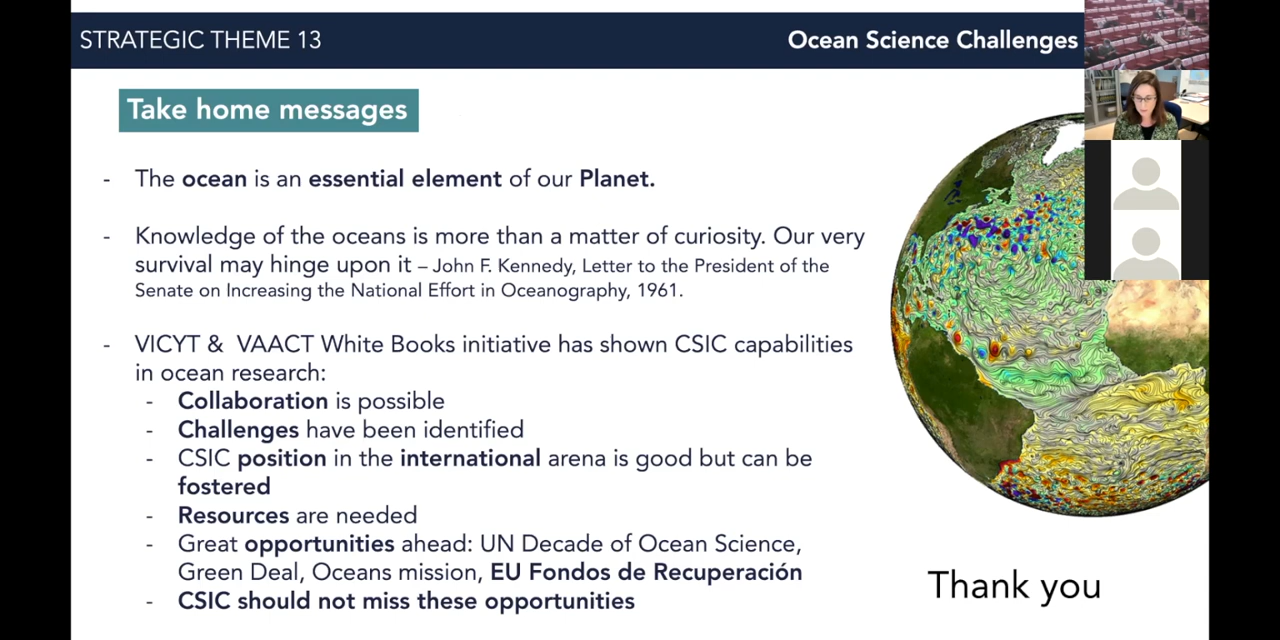 STRATEGIC THEME 13
Ocean Science Challenges
Take home messages
- The ocean is an essential element of our Planet.
- Knowledge of the oceans is more than a matter of curiosity. Our very
survival may hinge upon it – John F. Kennedy, Letter to the President of the
Senate on Increasing the National Effort in Oceanography, 1961.
- VICYT & VAACT White Books initiative has shown CSIC capabilities
in ocean research:
- Collaboration is possible
- Challenges have been identified
- CSIC position in the international arena is good but can be
fostered
- Resources are needed
- Great opportunities ahead: UN Decade of Ocean Science,
Green Deal, Oceans mission, EU Fondos de Recuperación
- CSIC should not miss these opportunities
Thank you